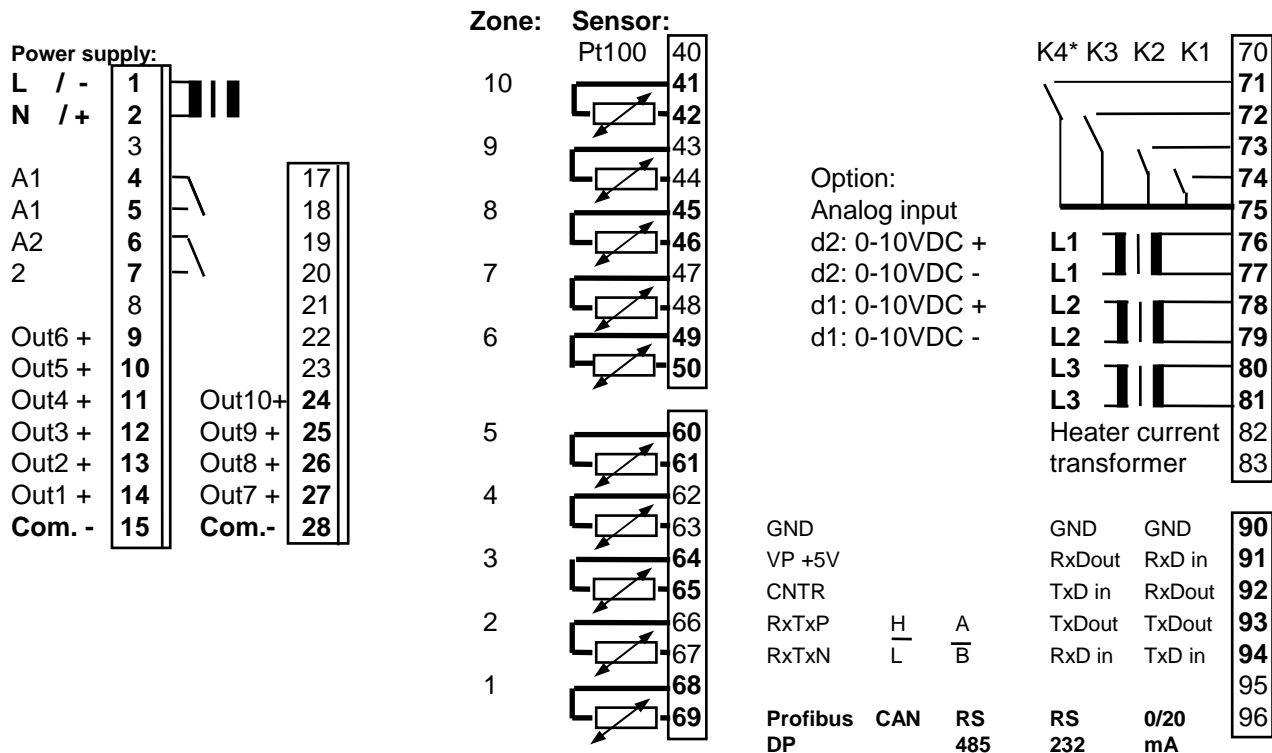 Zone: Sensor:
Power supply: Pt100 40 K4* K3 K2 K1 70
L / - 1 10 41 71
N / + 2 42 72
3 9 43 73
A1 4 17 44 Option: 74
A1 5 18 8 45 Analog input 75
A2 6 19 46 d2: 0-10VDC + L1 76
2 7 20 7 47 d2: 0-10VDC - L1 77
8 21 48 d1: 0-10VDC + L2 78
Out6 + 9 22 6 49 d1: 0-10VDC - L2 79
Out5 + 10 23 50 L3 80
Out4 + 11 Out10+ 24 L3 81
Out3 + 12 Out9 + 25 5 60 Heater current 82
Out2 + 13 Out8 + 26 61 transformer 83
Out1 + 14 Out7 + 27 4 62
Com. - 15 Com.- 28 63 GND GND GND 90
3 64 VP +5V RxDout RxD in 91
65 CNTR TxD in RxDout 92
2 66 RxTxP H A TxDout TxDout 93
67 RxTxN L B RxD in TxD in 94
1 68 95
69 Profibus CAN RS RS 0/20 96
DP 485 232 mA